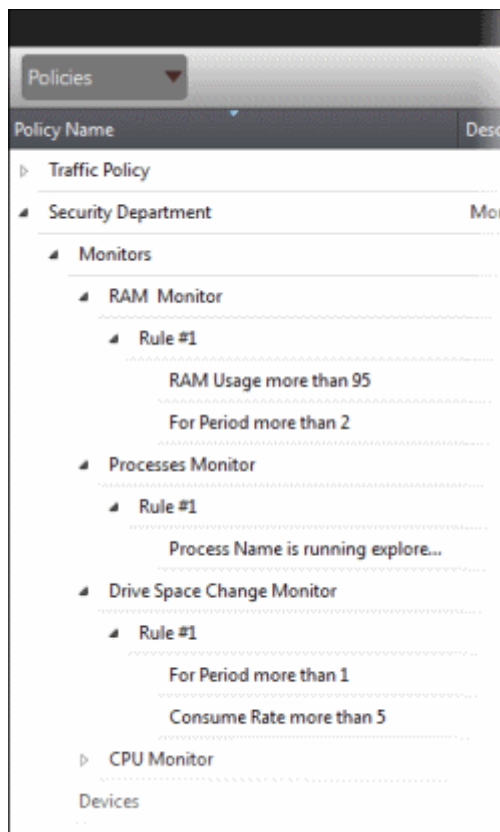 Policies
Policy Name Desc
Traffic Policy
Security Department Mor
Monitors
RAM Monitor
Rule #1
RAM Usage more than 95
For Period more than 2
Processes Monitor
Rule #1
Process Name is running explore...
Drive Space Change Monitor
Rule #1
For Period more than 1
Consume Rate more than 5
CPU Monitor
Devices